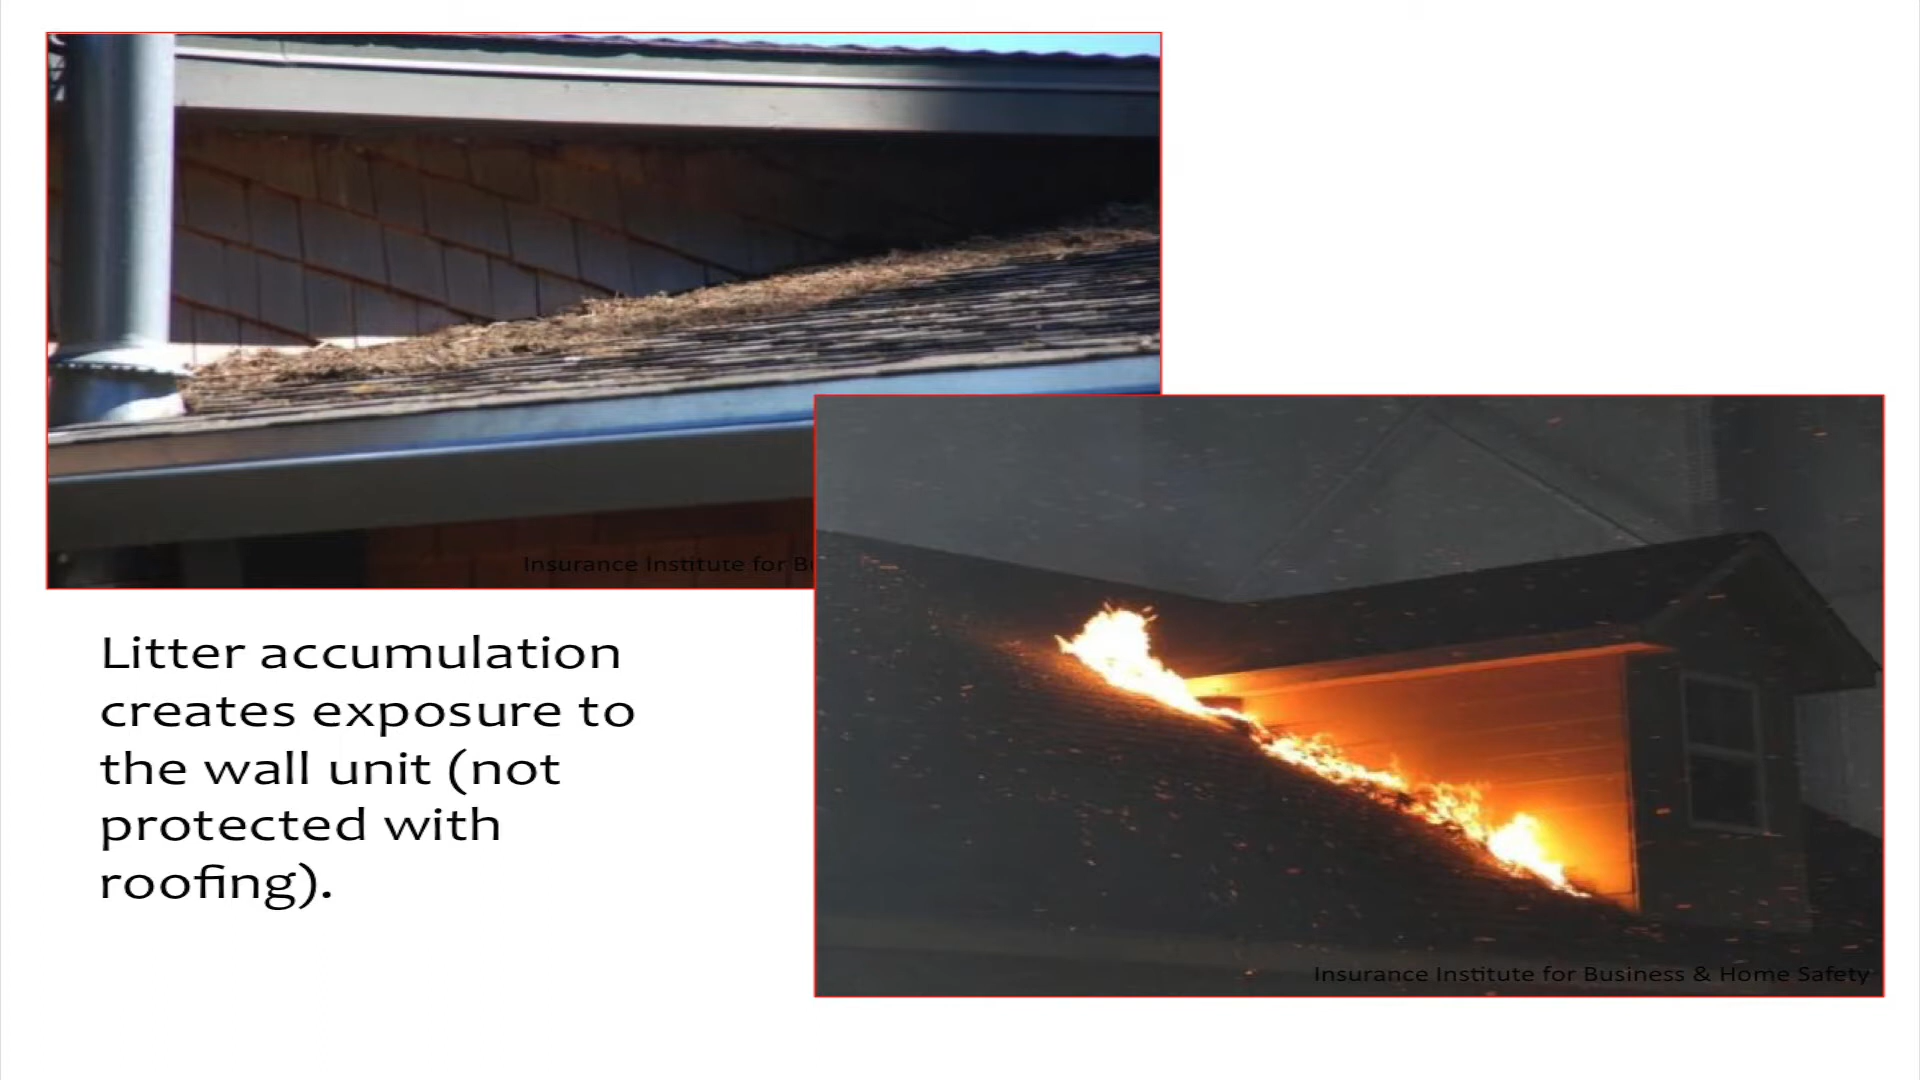 Insurance Institute for B
Litter accumulation
creates exposure to
the wall unit (not
protected with
roofing).
Insurance Institute for Business & Home Safety